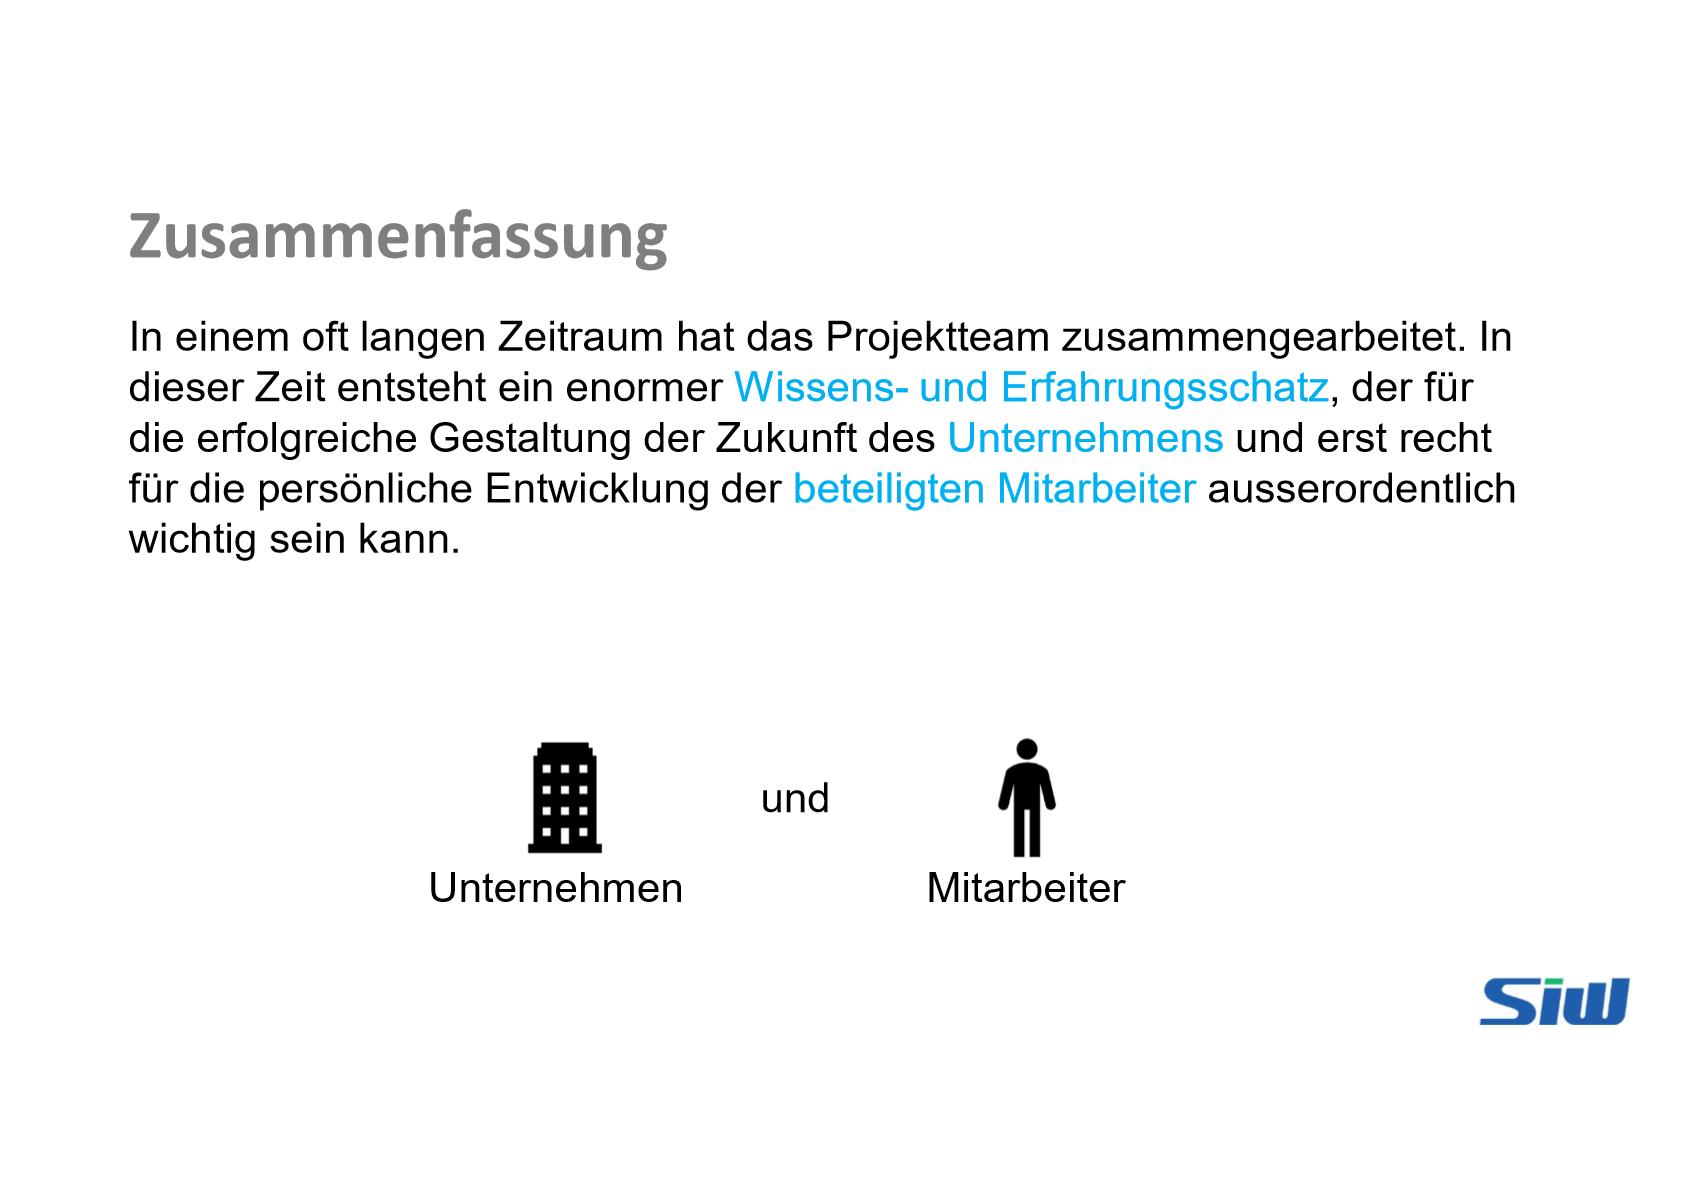 Zusammenfassung
In einem oft langen Zeitraum hat das Projektteam zusammengearbeitet. In
dieser Zeit entsteht ein enormer Wissens- und Erfahrungsschatz, der für
die erfolgreiche Gestaltung der Zukunft des Unternehmens und erst recht
für die persönliche Entwicklung der beteiligten Mitarbeiter ausserordentlich
wichtig sein kann.
und
Unternehmen
Mitarbeiter
Siw